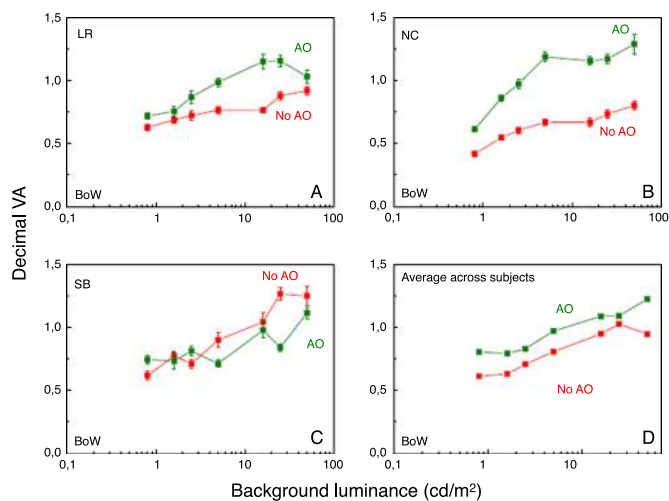 Decimal VA
1,5
1,0
0,5
0,0
LR
AO
No AO
A
BoW
0,1 1 10 100
1,5
1,0
0,5
0,0
NC
AO
No AO
B
BoW
0,1 1 10 100
1,5
1,0
0,5
0,0
SB
No AO
AO
C
BoW
0,1 1 10 100
1,5
1,0
0,5
0,0
Average across subjects
AO
No AO
D
BoW
0,1 1 10
Background luminance (cd/m²)